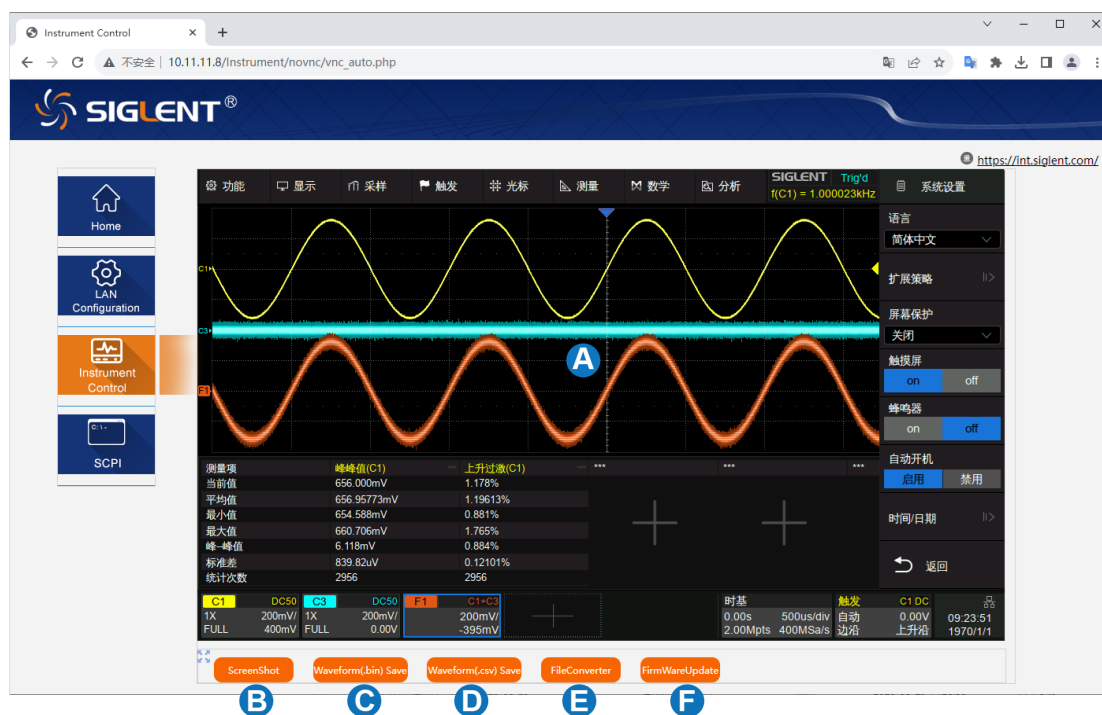 Instrument Control
不安全 | 10.11.11.8/Instrument/novnc/vnc_auto.php
SIGLENT®
https://int.siglent.com/
Home
LAN
Configuration
Instrument
Control
C:\-
SCPI
功能 显示 采样 触发 光标 测量 数学 分析
SIGLENT Trig'd
f(C1) = 1.000023kHz
系统设置
语言
简体中文
扩展策略
屏幕保护
关闭
触摸屏
on off
蜂鸣器
on off
自动开机
启用 禁用
时间/日期
返回
C1
C3
F1
A
测量项 峰峰值(C1) 上升过激(C1) *** *** ***
当前值 656.000mV 1.178%
平均值 656.95773mV 1.19613%
最小值 654.588mV 0.881%
最大值 660.706mV 1.765%
峰-峰值 6.118mV 0.884%
标准差 839.82uV 0.12101%
统计次数 2956 2956
C1 DC50 C3 DC50 F1 C1+C3 时基 触发 C1 DC
1X 200mV/ 1X 200mV/ 200mV/ 0.00s 500us/div 自动 0.00V 09:23:51
FULL 400mV FULL 0.00V -395mV 2.00Mpts 400MSa/s 边沿 上升沿 1970/1/1
ScreenShot Waveform(.bin) Save Waveform(.csv) Save FileConverter FirmWareUpdate
B C D E F